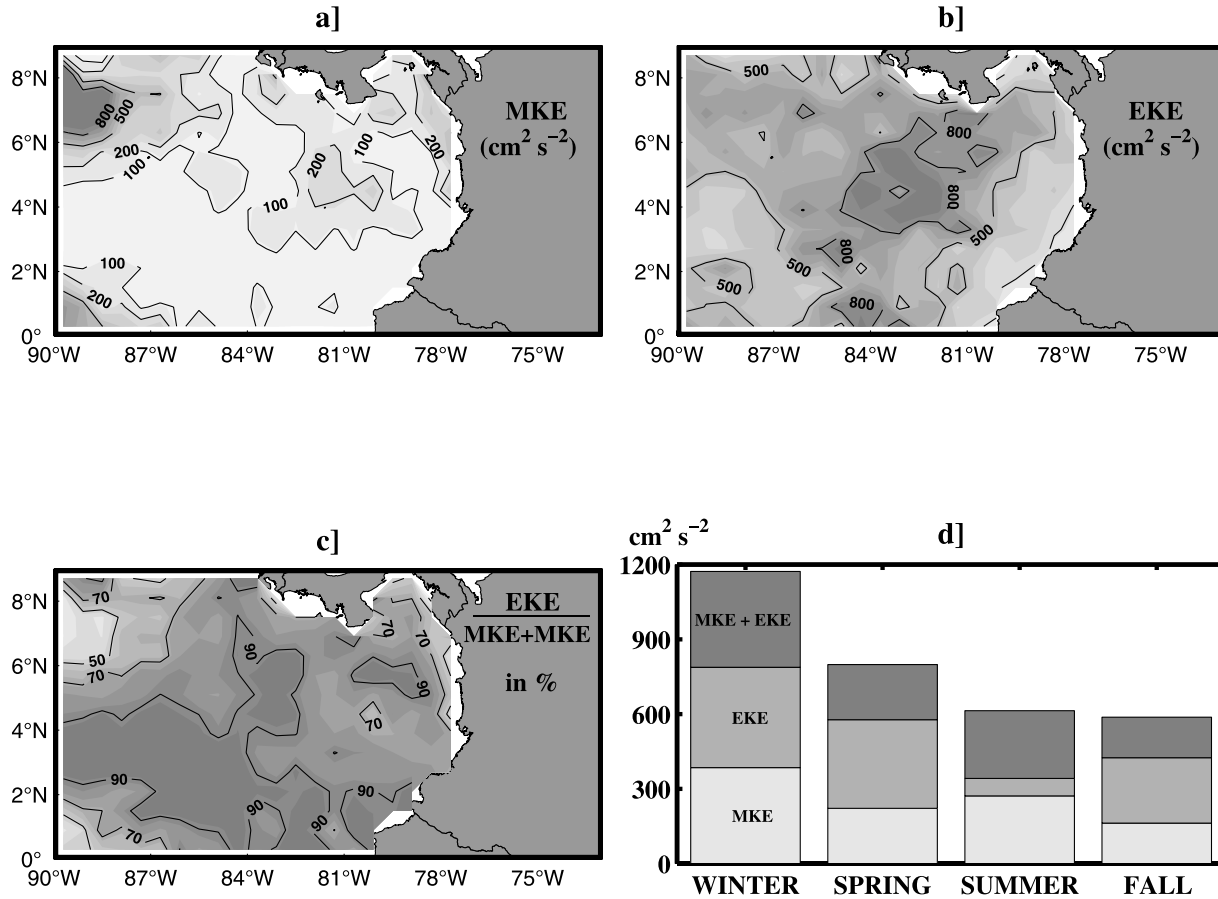 a]
8°N
6°N
4°N
2°N
0°
90°W
87°W
84°W
81°W
78°W
75°W
MKE
(cm² s⁻²)
800
500
200
100
200
100
100
200
100
200
b]
8°N
6°N
4°N
2°N
0°
90°W
87°W
84°W
81°W
78°W
75°W
EKE
(cm² s⁻²)
500
800
800
500
800
500
500
800
c]
8°N
6°N
4°N
2°N
0°
90°W
87°W
84°W
81°W
78°W
75°W
EKE
MKE+MKE
in %
70
50
70
90
70
70
90
70
90
90
90
90
70
d]
cm² s⁻²
1200
900
600
300
0
MKE + EKE
EKE
MKE
WINTER
SPRING
SUMMER
FALL